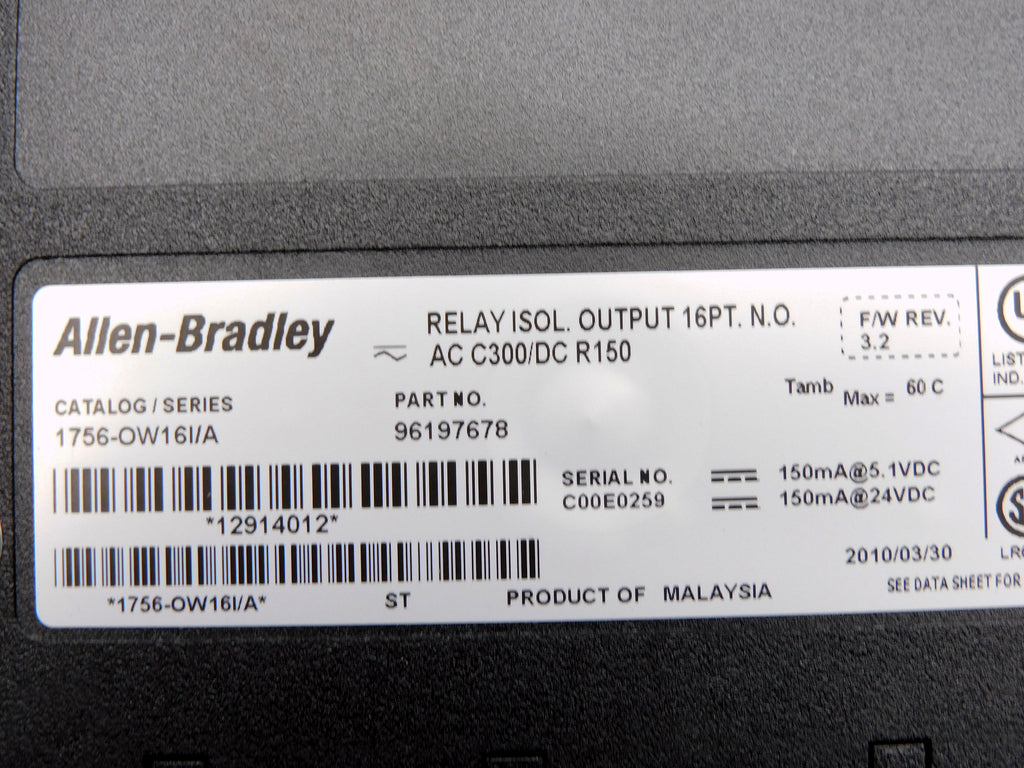 Allen-Bradley
RELAY ISOL. OUTPUT 16PT. N.O.
AC C300/DC R150
F/W REV.
3.2
Tamb Max = 60 C
CATALOG / SERIES
1756-OW16I/A
PART NO.
96197678
*12914012*
SERIAL NO.
C00E0259
150mA@5.1VDC
150mA@24VDC
*1756-OW16I/A*
ST
PRODUCT OF MALAYSIA
2010/03/30
SEE DATA SHEET FOR
LIST
IND.